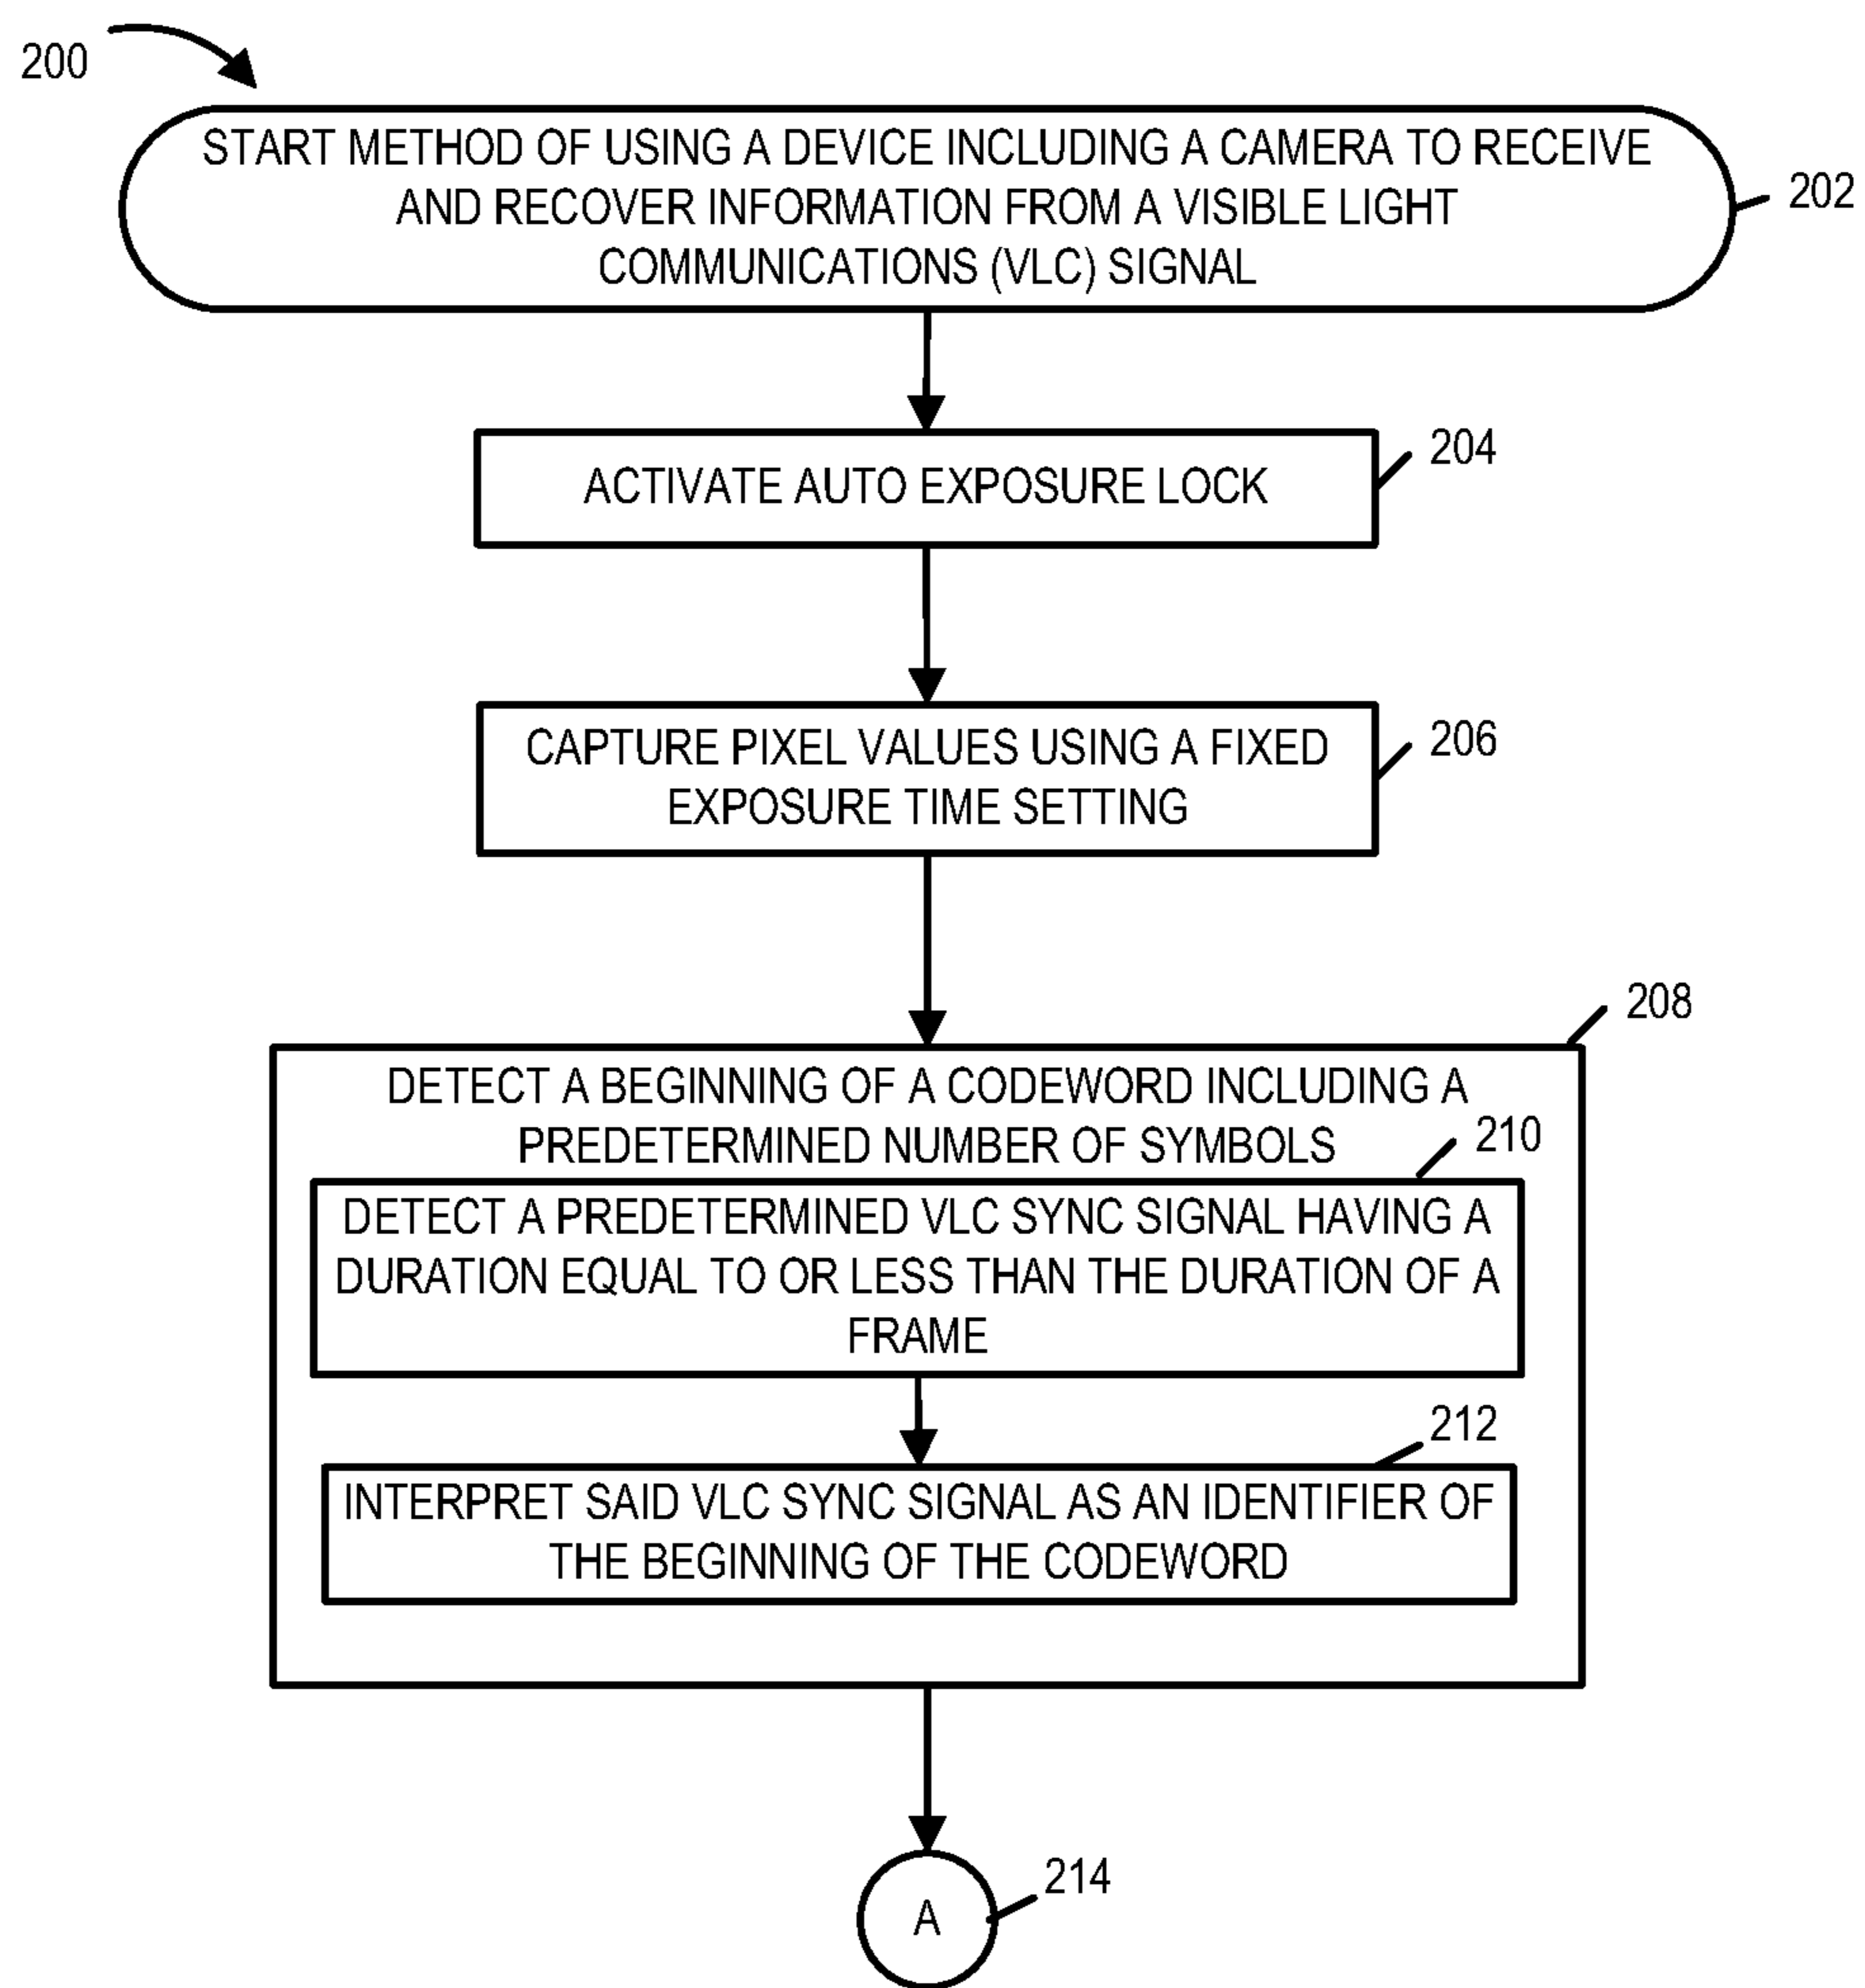 200
START METHOD OF USING A DEVICE INCLUDING A CAMERA TO RECEIVE
AND RECOVER INFORMATION FROM A VISIBLE LIGHT
COMMUNICATIONS (VLC) SIGNAL
202
204
ACTIVATE AUTO EXPOSURE LOCK
206
CAPTURE PIXEL VALUES USING A FIXED
EXPOSURE TIME SETTING
208
DETECT A BEGINNING OF A CODEWORD INCLUDING A
PREDETERMINED NUMBER OF SYMBOLS
210
DETECT A PREDETERMINED VLC SYNC SIGNAL HAVING A
DURATION EQUAL TO OR LESS THAN THE DURATION OF A
FRAME
212
INTERPRET SAID VLC SYNC SIGNAL AS AN IDENTIFIER OF
THE BEGINNING OF THE CODEWORD
214
A